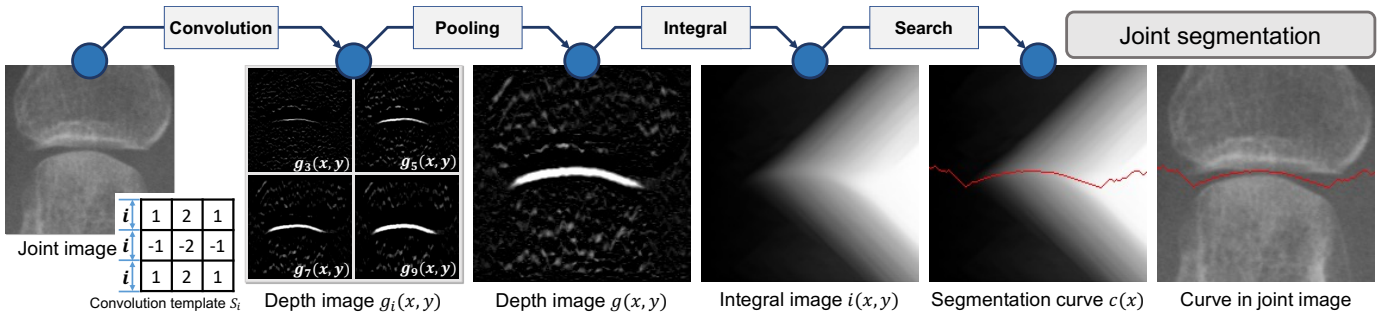 Convolution
Pooling
Integral
Search
Joint segmentation
Joint image
i 1 2 1
i -1 -2 -1
i 1 2 1
Convolution template Sᵢ
g₃(x, y)
g₅(x, y)
g₇(x, y)
g₉(x, y)
Depth image gᵢ(x, y)
Depth image g(x, y)
Integral image i(x, y)
Segmentation curve c(x)
Curve in joint image